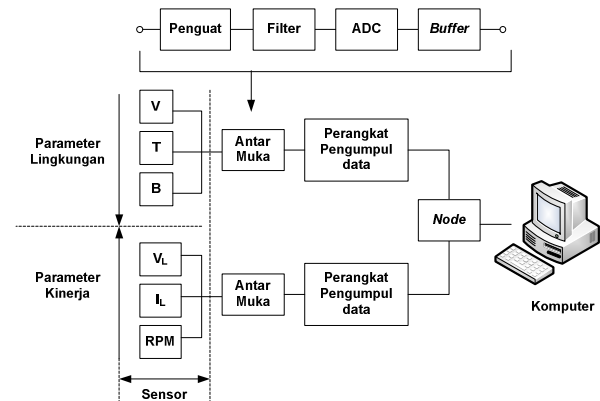 Penguat
Filter
ADC
Buffer
Parameter
Lingkungan
V
T
B
Antar
Muka
Perangkat
Pengumpul
data
Node
Komputer
Parameter
Kinerja
VL
IL
RPM
Antar
Muka
Perangkat
Pengumpul
data
Sensor